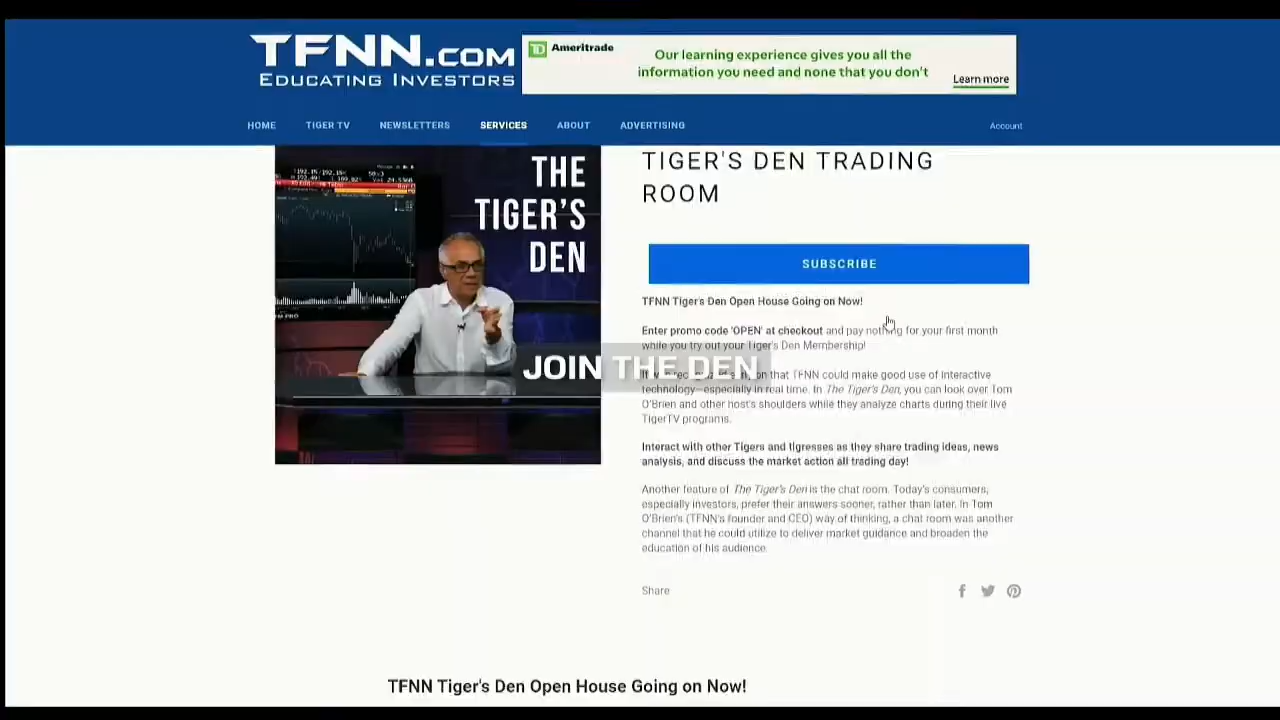 TFNN.COM
EDUCATING INVESTORS
Ameritrade
Our learning experience gives you all the
information you need and none that you don't
Learn more
HOME TIGER TV NEWSLETTERS SERVICES ABOUT ADVERTISING Account
THE
TIGER'S
DEN
TIGER'S DEN TRADING
ROOM
SUBSCRIBE
TFNN Tiger's Den Open House Going on Now!
Enter promo code 'OPEN' at checkout and pay nothing for your first month
while you try out your Tiger's Den Membership!
JOIN THE DEN
on that TFNN could make good use of interactive
technology—especially in real time. In The Tiger's Den, you can look over Tom
O'Brien and other host's shoulders while they analyze charts during their live
TigerTV programs.
Interact with other Tigers and tigresses as they share trading ideas, news
analysis, and discuss the market action all trading day!
Another feature of The Tiger's Den is the chat room. Today's consumers,
especially investors, prefer their answers sooner, rather than later. In Tom
O'Brien's (TFNN's founder and CEO) way of thinking, a chat room was another
channel that he could utilize to deliver market guidance and broaden the
education of his audience.
Share
TFNN Tiger's Den Open House Going on Now!